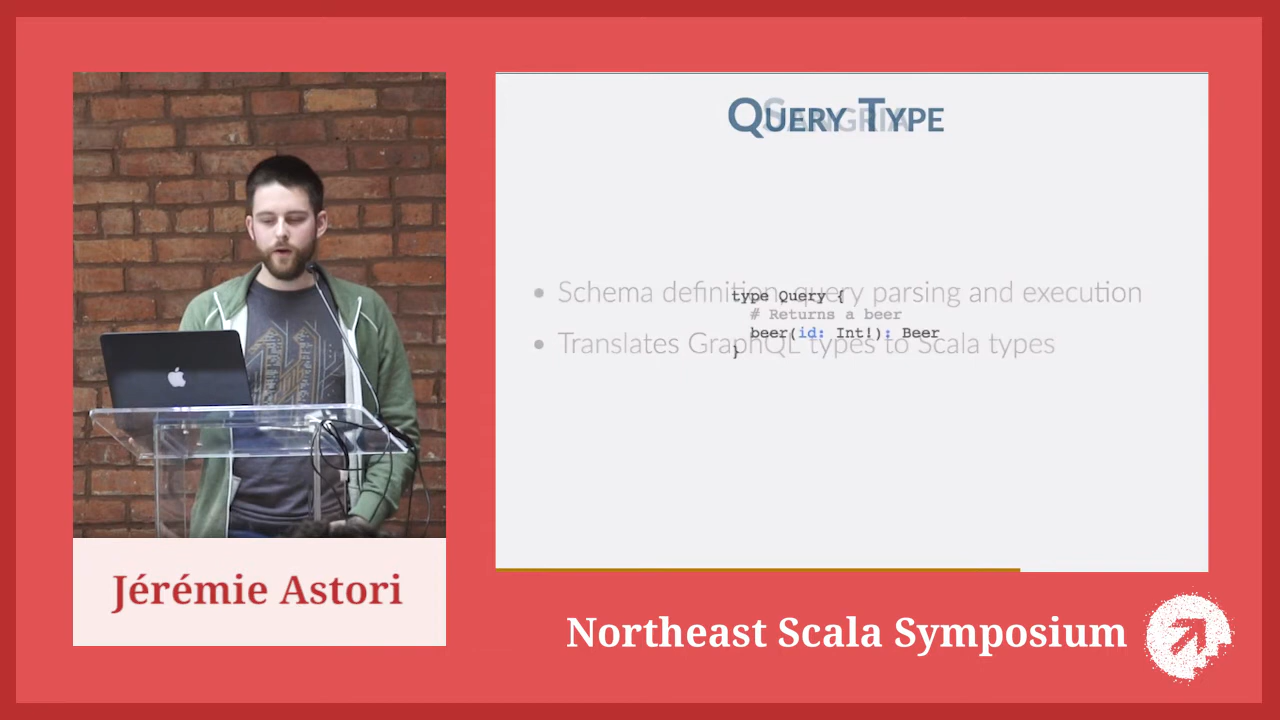 Query Type
Sangria
Schema definition, query parsing and execution
Translates GraphQL types to Scala types
type Query {
# Returns a beer
beer(id: Int!): Beer
}
Jérémie Astori
Northeast Scala Symposium